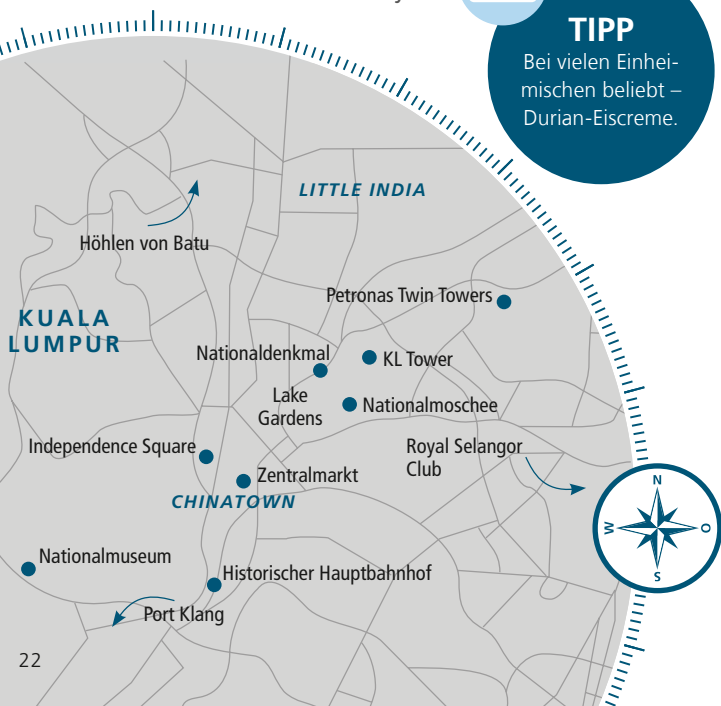 TIPP
Bei vielen Einhei-
mischen beliebt –
Durian-Eiscreme.
LITTLE INDIA
Höhlen von Batu
Petronas Twin Towers
KUALA
LUMPUR
Nationaldenkmal
KL Tower
Lake
Gardens
Nationalmoschee
Independence Square
Royal Selangor
Club
Zentralmarkt
CHINATOWN
N
W
O
S
Nationalmuseum
Historischer Hauptbahnhof
Port Klang
22